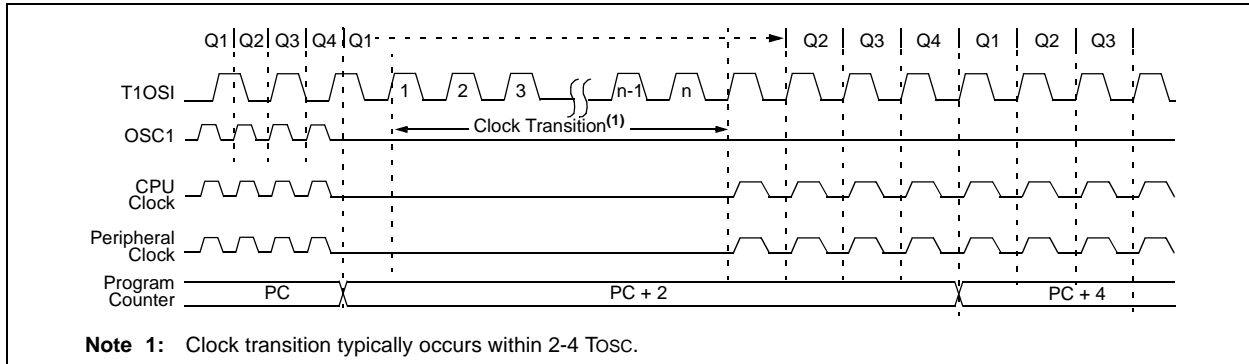 Q1 Q2 Q3 Q4 Q1 Q2 Q3 Q4 Q1 Q2 Q3
T1OSI
1 2 3 n-1 n
OSC1
Clock Transition(1)
CPU
Clock
Peripheral
Clock
Program
Counter
PC PC + 2 PC + 4
Note 1: Clock transition typically occurs within 2-4 TOSC.